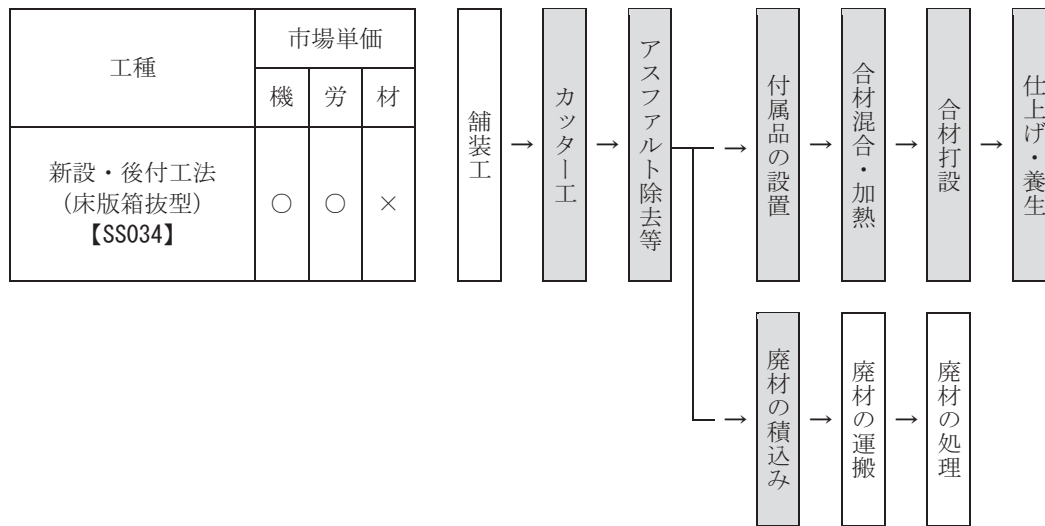 工種
市場単価
機
労
材
新設・後付工法
(床版箱抜型)
【SS034】
○
○
×
舗装工
→
カッター工
→
アスファルト除去等
→
付属品の設置
→
合材混合・加熱
→
合材打設
→
仕上げ・養生
→
廃材の積込み
→
廃材の運搬
→
廃材の処理